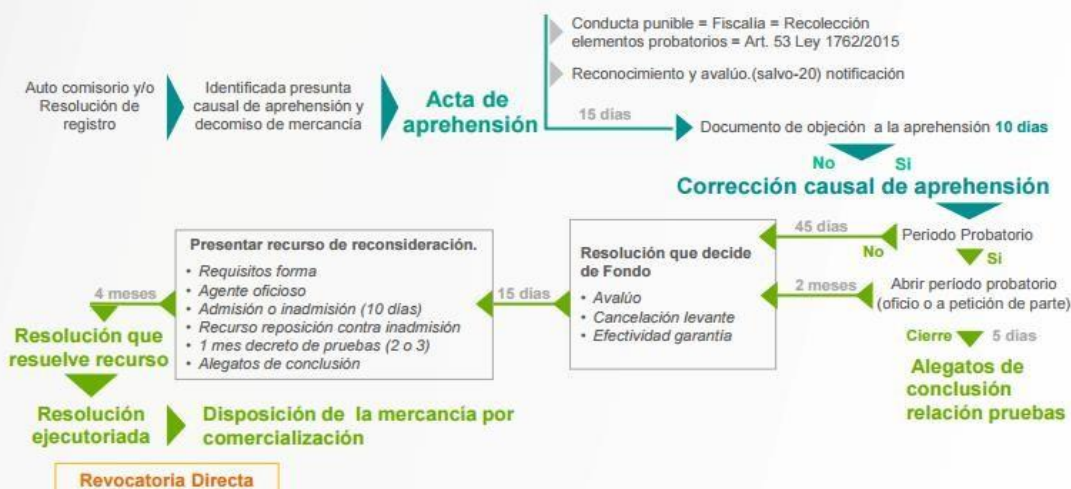 Conducta punible = Fiscalía = Recolección
elementos probatorios = Art. 53 Ley 1762/2015
Reconocimiento y avalúo.(salvo-20) notificación
Auto comisorio y/o
Resolución de
registro
Identificada presunta
causal de aprehensión y
decomiso de mercancía
Acta de
aprehensión
15 días
Documento de objeción a la aprehensión 10 días
No
Si
Corrección causal de aprehensión
Periodo Probatorio
No
Si
45 días
Abrir período probatorio
(oficio o a petición de parte)
2 meses
Cierre
5 días
Alegatos de
conclusión
relación pruebas
Resolución que decide
de Fondo
• Avalúo
• Cancelación levante
• Efectividad garantía
15 días
Presentar recurso de reconsideración.
• Requisitos forma
• Agente oficioso
• Admisión o inadmisión (10 días)
• Recurso reposición contra inadmisión
• 1 mes decreto de pruebas (2 o 3)
• Alegatos de conclusión
4 meses
Resolución que
resuelve recurso
Resolución
ejecutoriada
Disposición de la mercancía por
comercialización
Revocatoria Directa